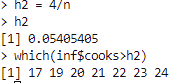 > h2 = 4/n
> h2
[1] 0.05405405
> which(inf$cooks>h2)
[1] 17 19 20 21 22 23 24